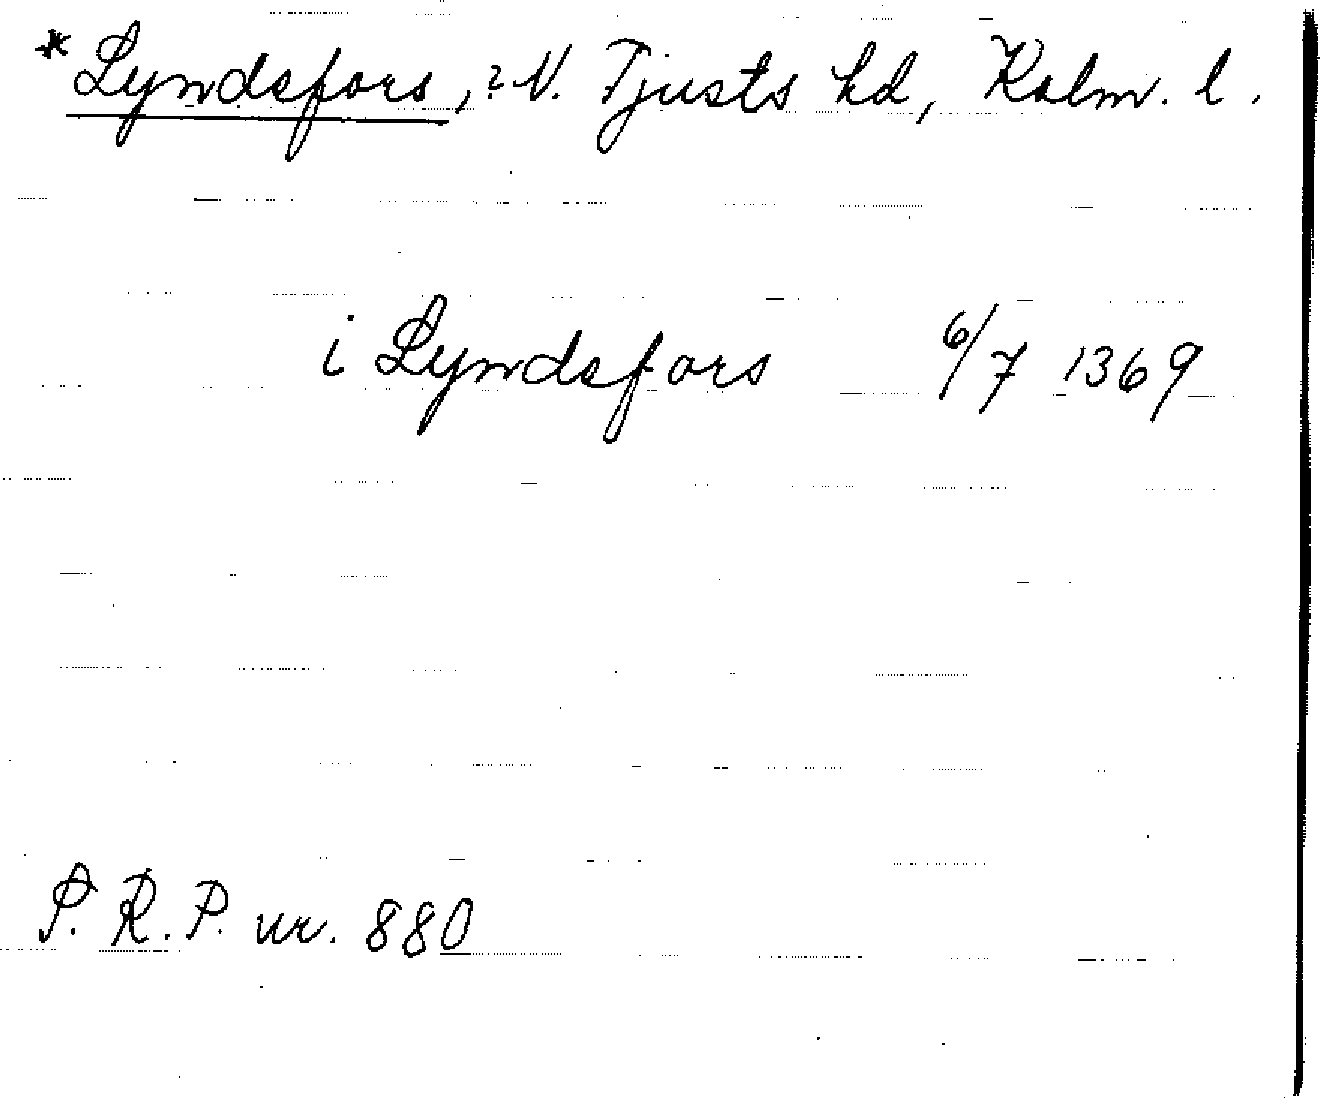 *Lyndsfors, ? N. Tjusts hd, Kalm. l.
i Lyndsfors 6/7 1369
P. R. P. nr. 880